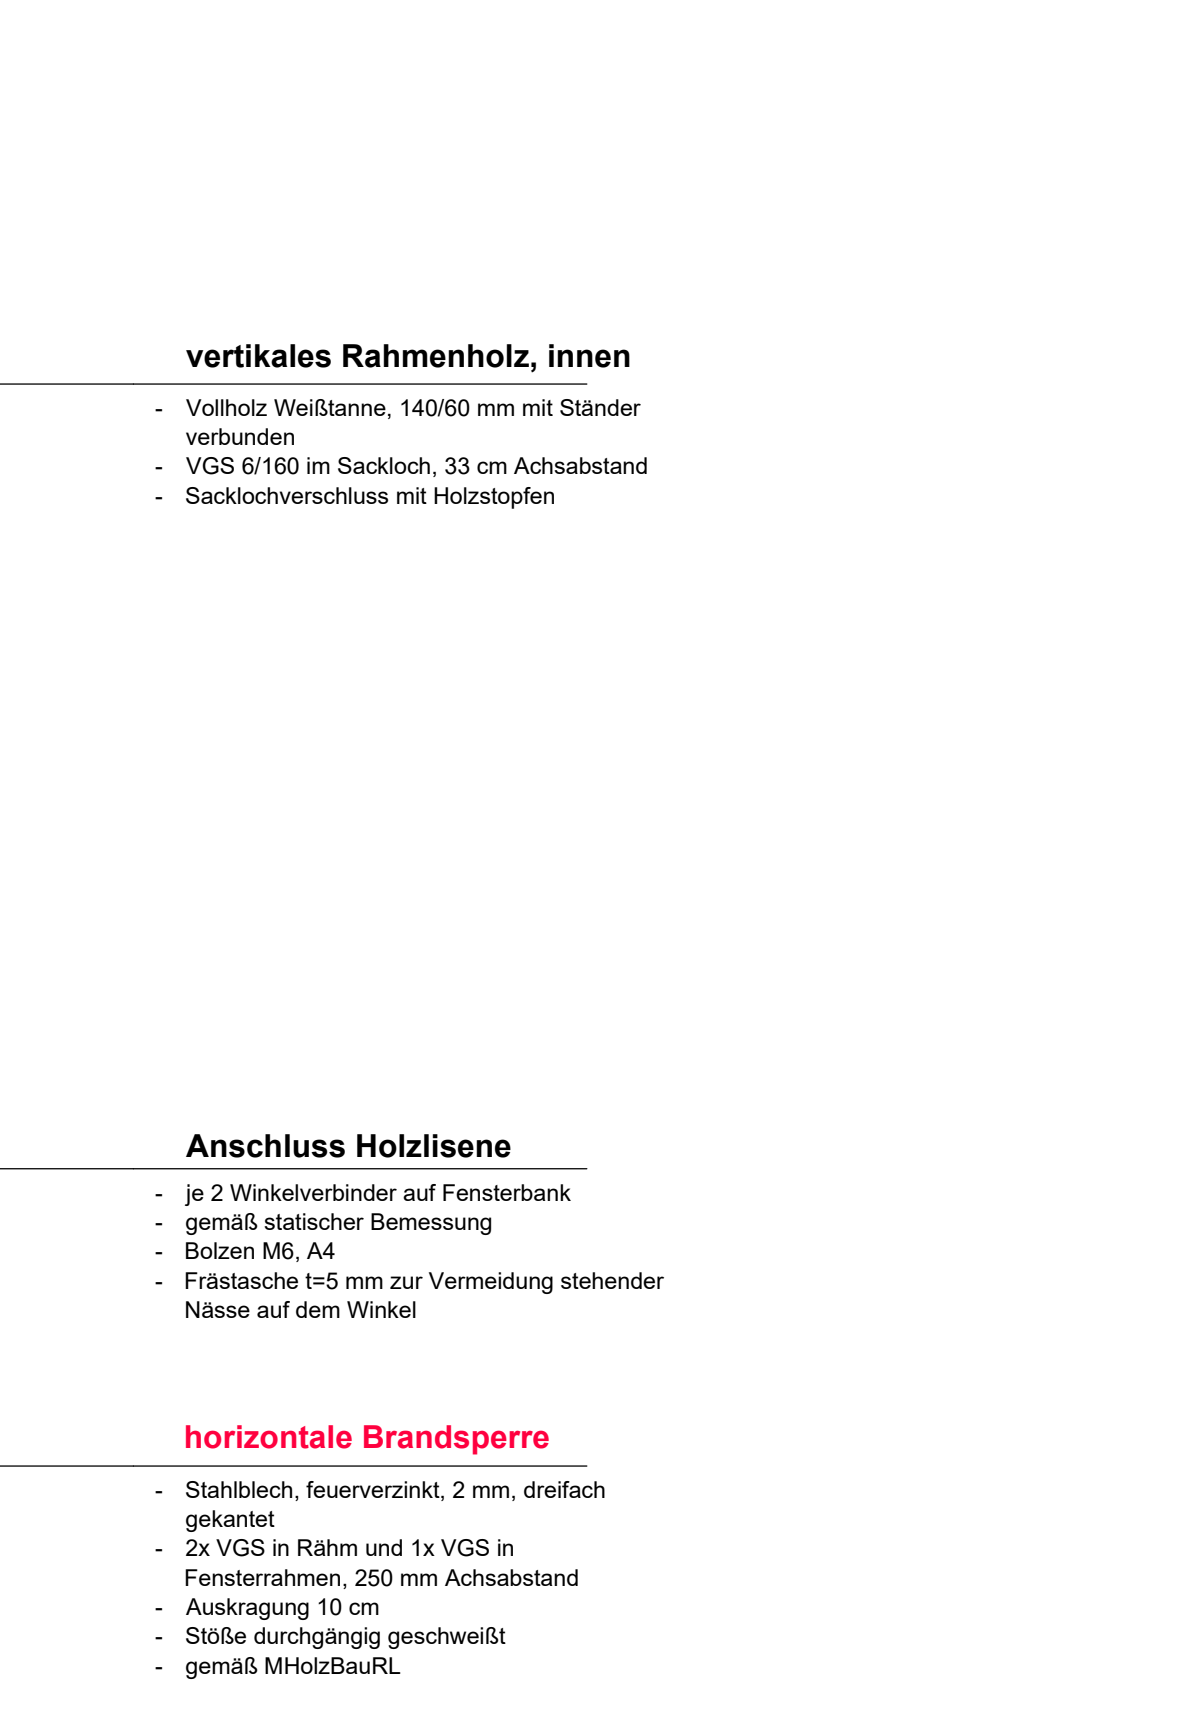 vertikales Rahmenholz, innen
- Vollholz Weißtanne, 140/60 mm mit Ständer
verbunden
- VGS 6/160 im Sackloch, 33 cm Achsabstand
- Sacklochverschluss mit Holzstopfen
Anschluss Holzlisene
- je 2 Winkelverbinder auf Fensterbank
- gemäß statischer Bemessung
- Bolzen M6, A4
- Frästasche t=5 mm zur Vermeidung stehender
Nässe auf dem Winkel
horizontale Brandsperre
- Stahlblech, feuerverzinkt, 2 mm, dreifach
gekantet
- 2x VGS in Rähm und 1x VGS in
Fensterrahmen, 250 mm Achsabstand
- Auskragung 10 cm
- Stöße durchgängig geschweißt
- gemäß MHolzBauRL